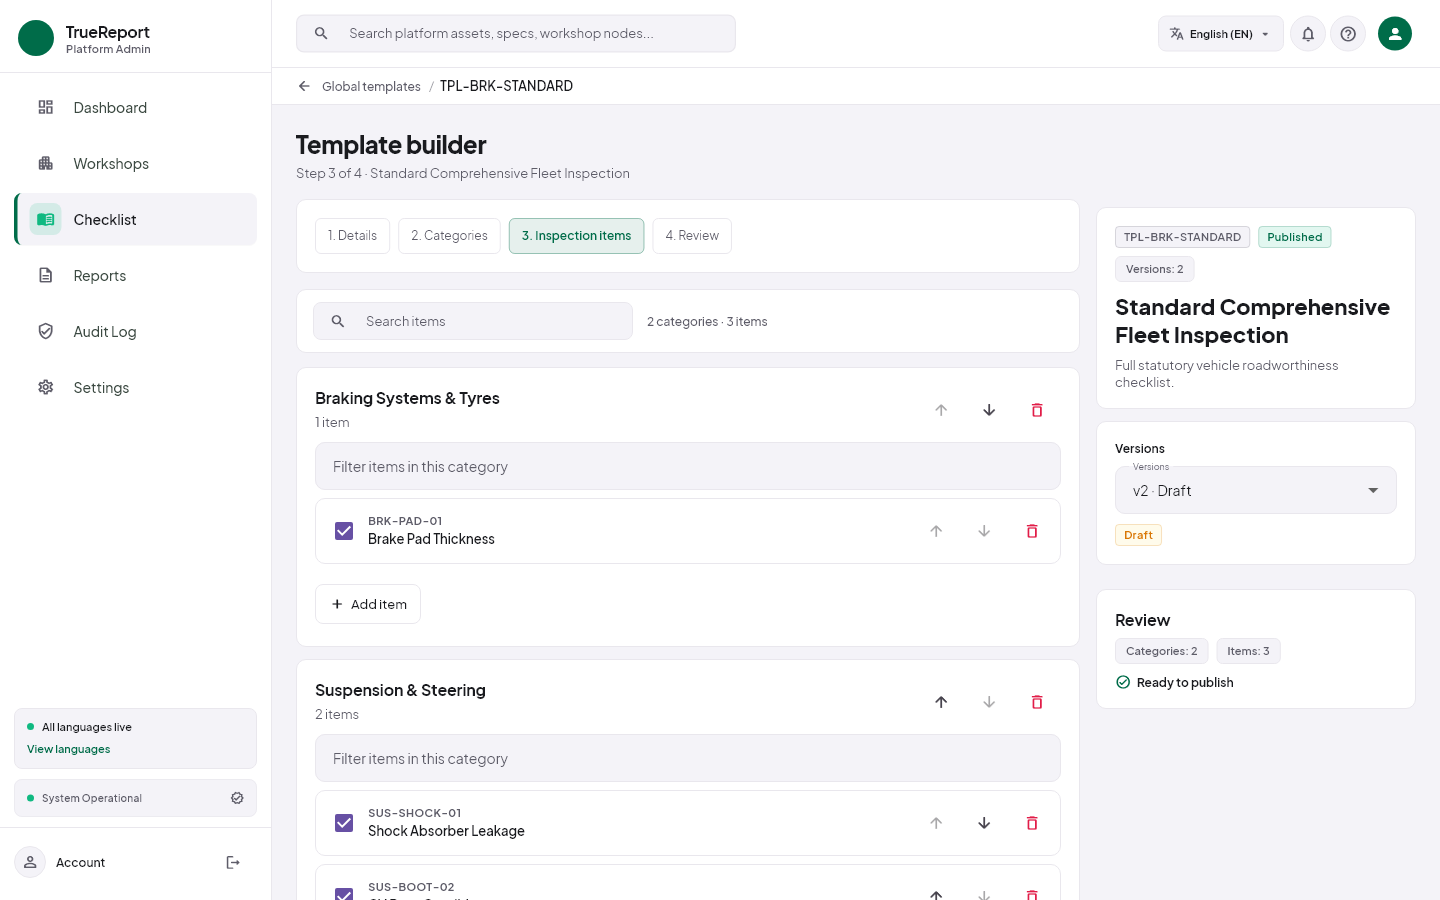 TrueReport
Platform Admin
Dashboard
Workshops
Checklist
Reports
Audit Log
Settings
All languages live
View languages
System Operational
Account
Search platform assets, specs, workshop nodes...
English (EN)
Global templates / TPL-BRK-STANDARD
Template builder
Step 3 of 4 · Standard Comprehensive Fleet Inspection
1. Details
2. Categories
3. Inspection items
4. Review
Search items
2 categories · 3 items
Braking Systems & Tyres
1 item
Filter items in this category
BRK-PAD-01
Brake Pad Thickness
Add item
Suspension & Steering
2 items
Filter items in this category
SUS-SHOCK-01
Shock Absorber Leakage
SUS-BOOT-02
TPL-BRK-STANDARD
Published
Versions: 2
Standard Comprehensive
Fleet Inspection
Full statutory vehicle roadworthiness
checklist.
Versions
Versions
v2 · Draft
Draft
Review
Categories: 2
Items: 3
Ready to publish